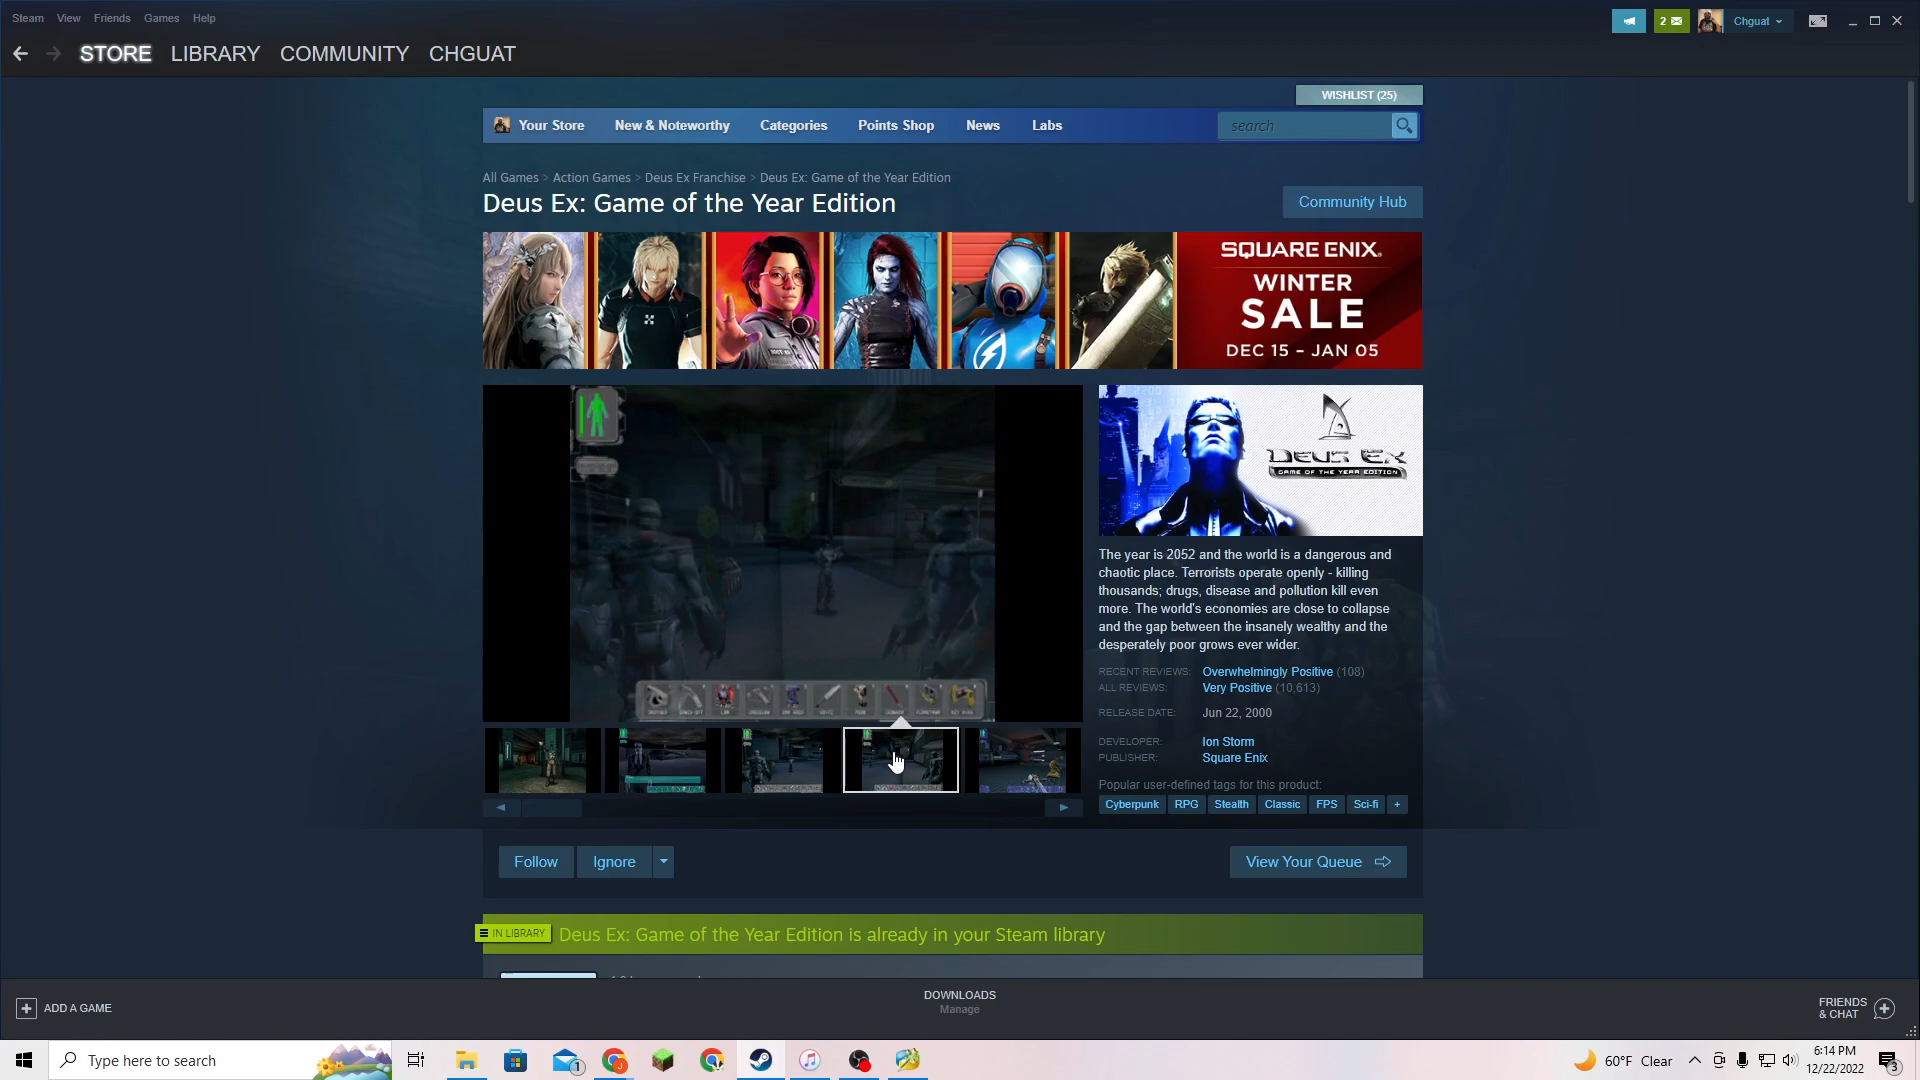 Steam View Friends Games Help
2 Chguat
STORE LIBRARY COMMUNITY CHGUAT
WISHLIST (25)
Your Store New & Noteworthy Categories Points Shop News Labs search
All Games > Action Games > Deus Ex Franchise > Deus Ex: Game of the Year Edition
Deus Ex: Game of the Year Edition
Community Hub
SQUARE ENIX.
WINTER
SALE
DEC 15 - JAN 05
DEUS EX
GAME OF THE YEAR EDITION
The year is 2052 and the world is a dangerous and
chaotic place. Terrorists operate openly - killing
thousands; drugs, disease and pollution kill even
more. The world's economies are close to collapse
and the gap between the insanely wealthy and the
desperately poor grows ever wider.
RECENT REVIEWS: Overwhelmingly Positive (108)
ALL REVIEWS: Very Positive (10,613)
RELEASE DATE: Jun 22, 2000
DEVELOPER: Ion Storm
PUBLISHER: Square Enix
Popular user-defined tags for this product:
Cyberpunk RPG Stealth Classic FPS Sci-fi +
Follow Ignore View Your Queue
IN LIBRARY Deus Ex: Game of the Year Edition is already in your Steam library
ADD A GAME
DOWNLOADS
Manage
FRIENDS
& CHAT
Type here to search
1
60°F Clear
6:14 PM
12/22/2022
3